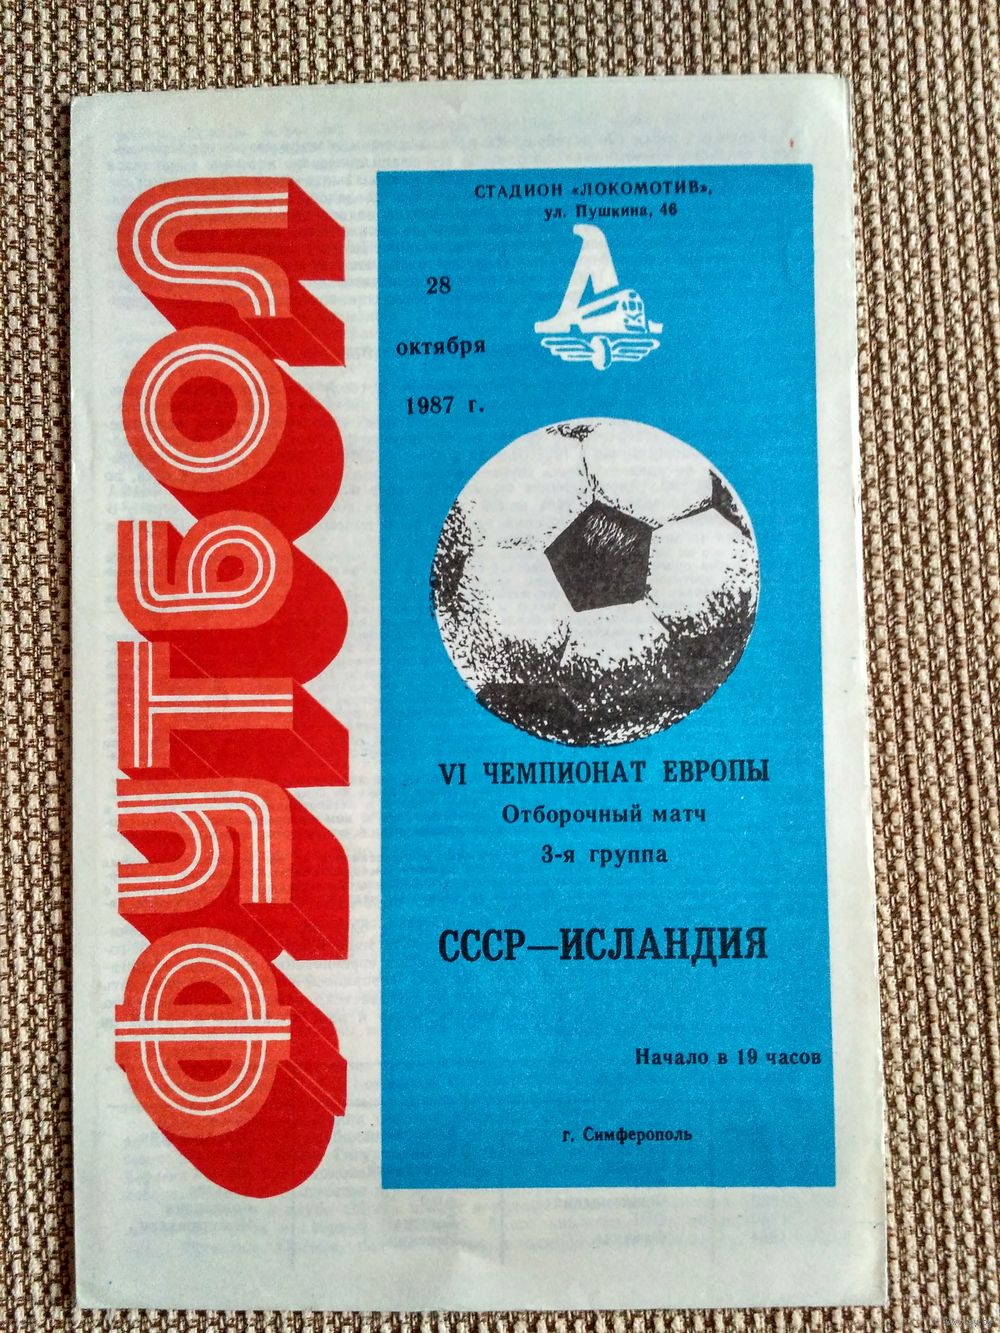 ФУТБОЛ
СТАДИОН «ЛОКОМОТИВ»,
ул. Пушкина, 46
28
октября
1987 г.
VI ЧЕМПИОНАТ ЕВРОПЫ
Отборочный матч
3-я группа
СССР—ИСЛАНДИЯ
Начало в 19 часов
г. Симферополь